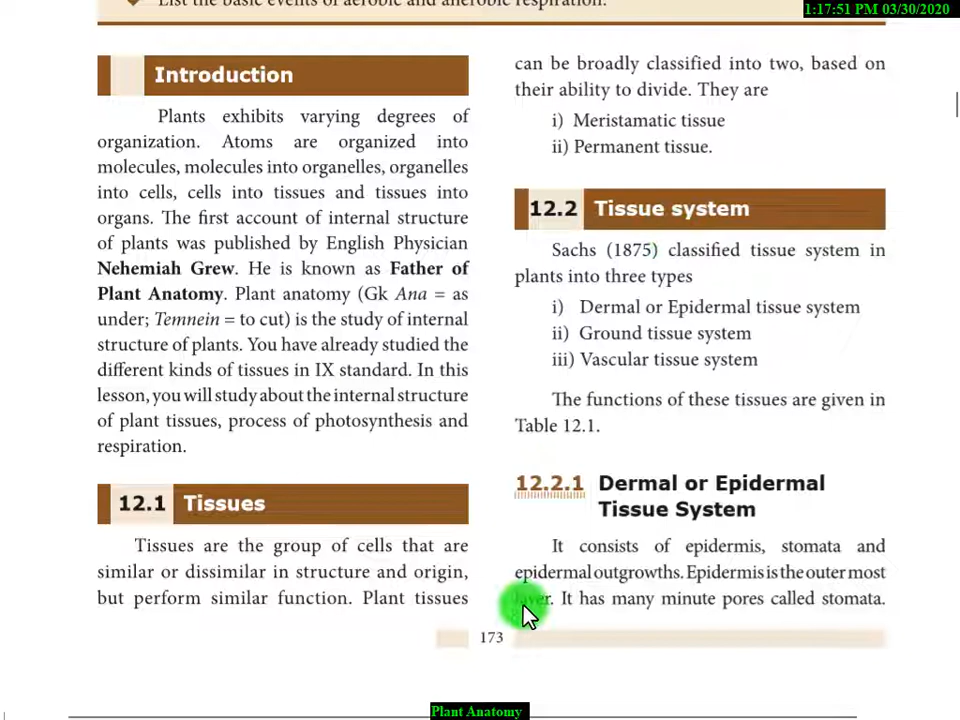 List the basic events of aerobic and anerobic respiration.
1:17:51 PM 03/30/2020
Introduction
Plants exhibits varying degrees of
organization. Atoms are organized into
molecules, molecules into organelles, organelles
into cells, cells into tissues and tissues into
organs. The first account of internal structure
of plants was published by English Physician
Nehemiah Grew. He is known as Father of
Plant Anatomy. Plant anatomy (Gk Ana = as
under; Temnein = to cut) is the study of internal
structure of plants. You have already studied the
different kinds of tissues in IX standard. In this
lesson, you will study about the internal structure
of plant tissues, process of photosynthesis and
respiration.
12.1 Tissues
Tissues are the group of cells that are
similar or dissimilar in structure and origin,
but perform similar function. Plant tissues
can be broadly classified into two, based on
their ability to divide. They are
i) Meristamatic tissue
ii) Permanent tissue.
12.2 Tissue system
Sachs (1875) classified tissue system in
plants into three types
i) Dermal or Epidermal tissue system
ii) Ground tissue system
iii) Vascular tissue system
The functions of these tissues are given in
Table 12.1.
12.2.1 Dermal or Epidermal
Tissue System
It consists of epidermis, stomata and
epidermal outgrowths. Epidermis is the outer most
layer. It has many minute pores called stomata.
173
Plant Anatomy